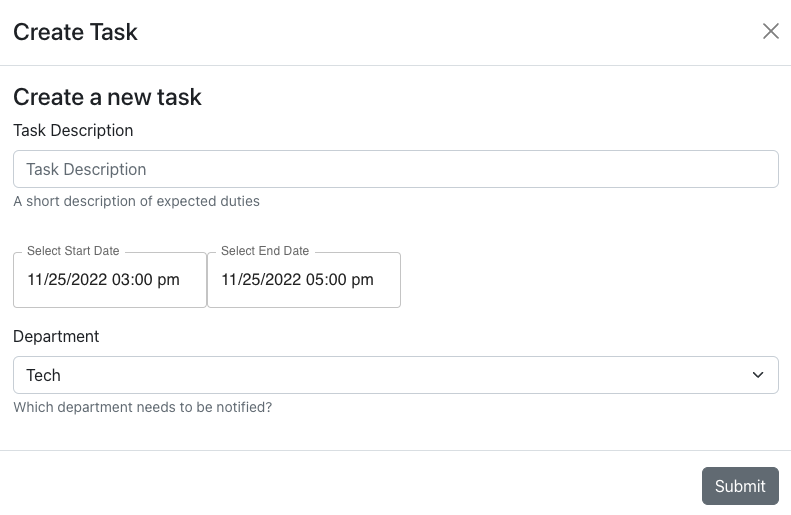 Create Task
Create a new task
Task Description
Task Description
A short description of expected duties
Select Start Date Select End Date
11/25/2022 03:00 pm 11/25/2022 05:00 pm
Department
Tech
Which department needs to be notified?
Submit